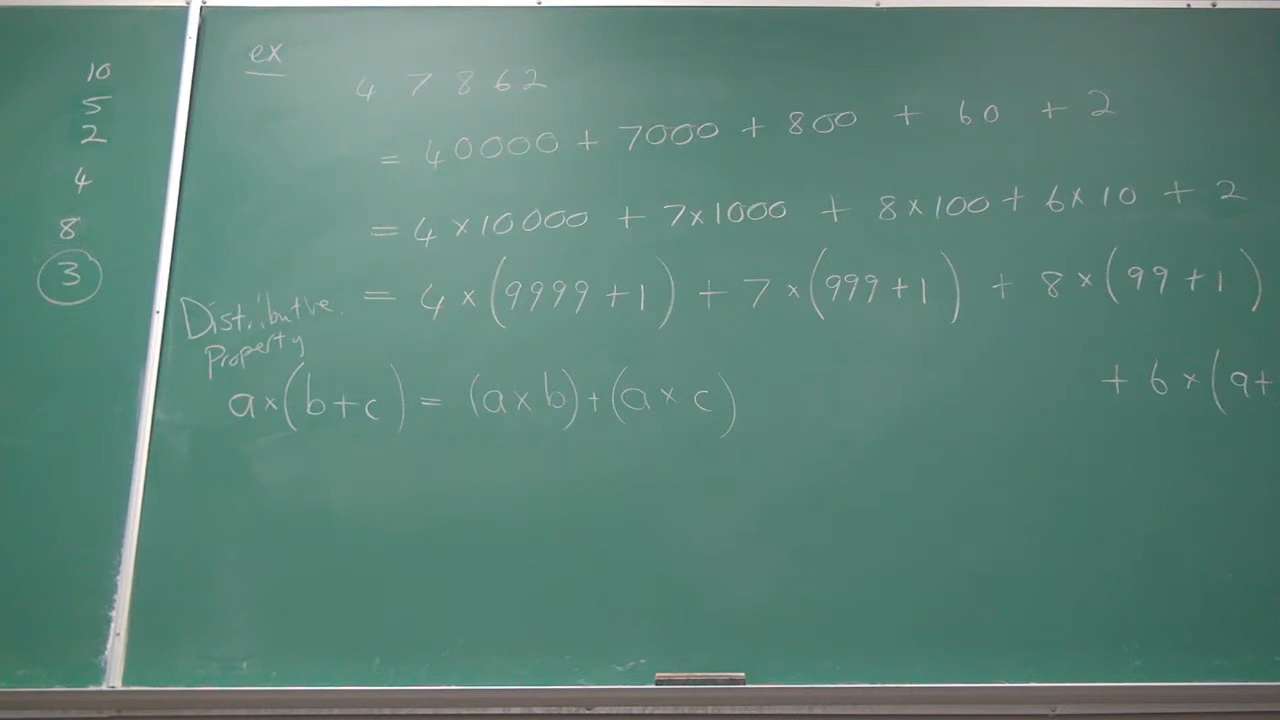 10
5
2
4
8
3
ex
4 7 8 6 2
= 40000 + 7000 + 800 + 60 + 2
= 4 × 10000 + 7×1000 + 8×100 + 6×10 + 2
= 4 × (9999 + 1) + 7 × (999 + 1) + 8 × (99 + 1)
+ 6 × (9+
Distributive
Property
a×(b+c) = (a×b)+(a×c)